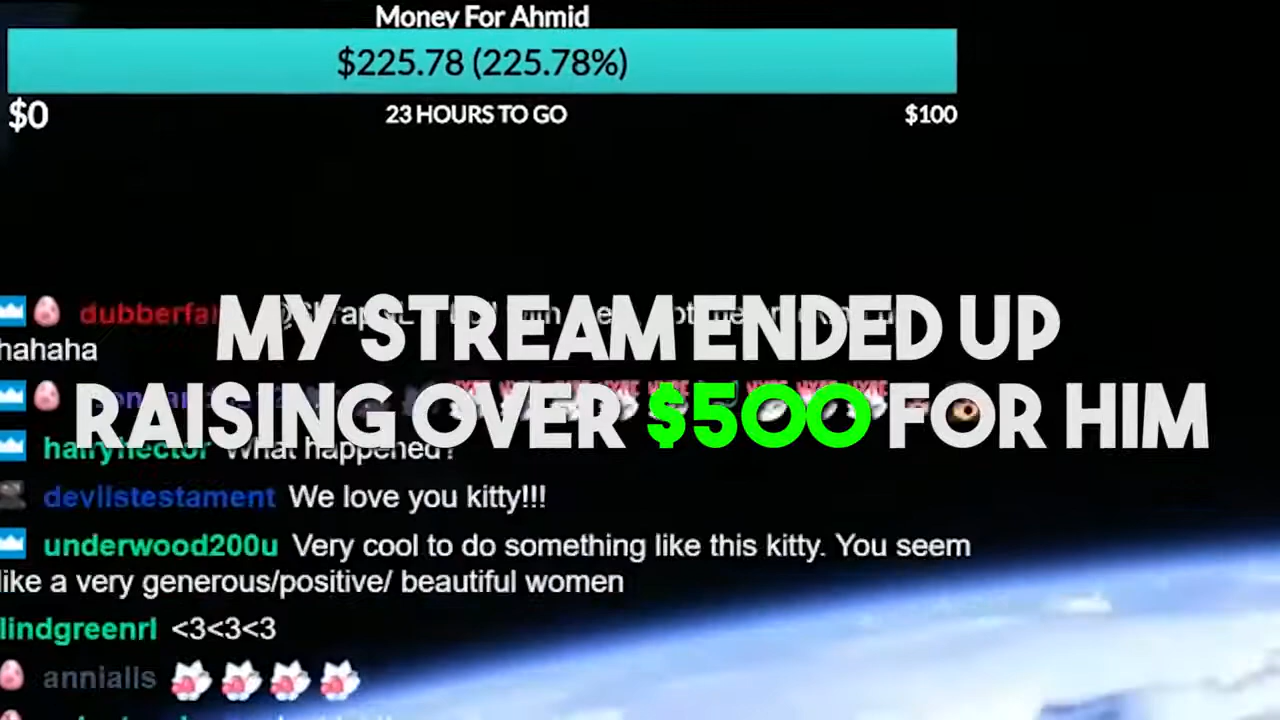 Money For Ahmid
$225.78 (225.78%)
$0 23 HOURS TO GO $100
hahaha
MY STREAM ENDED UP
RAISING OVER $500 FOR HIM
harryhector What happened?
devilstestament We love you kitty!!!
underwood200u Very cool to do something like this kitty. You seem
like a very generous/positive/ beautiful women
lindgreenrl <3<3<3
annialls